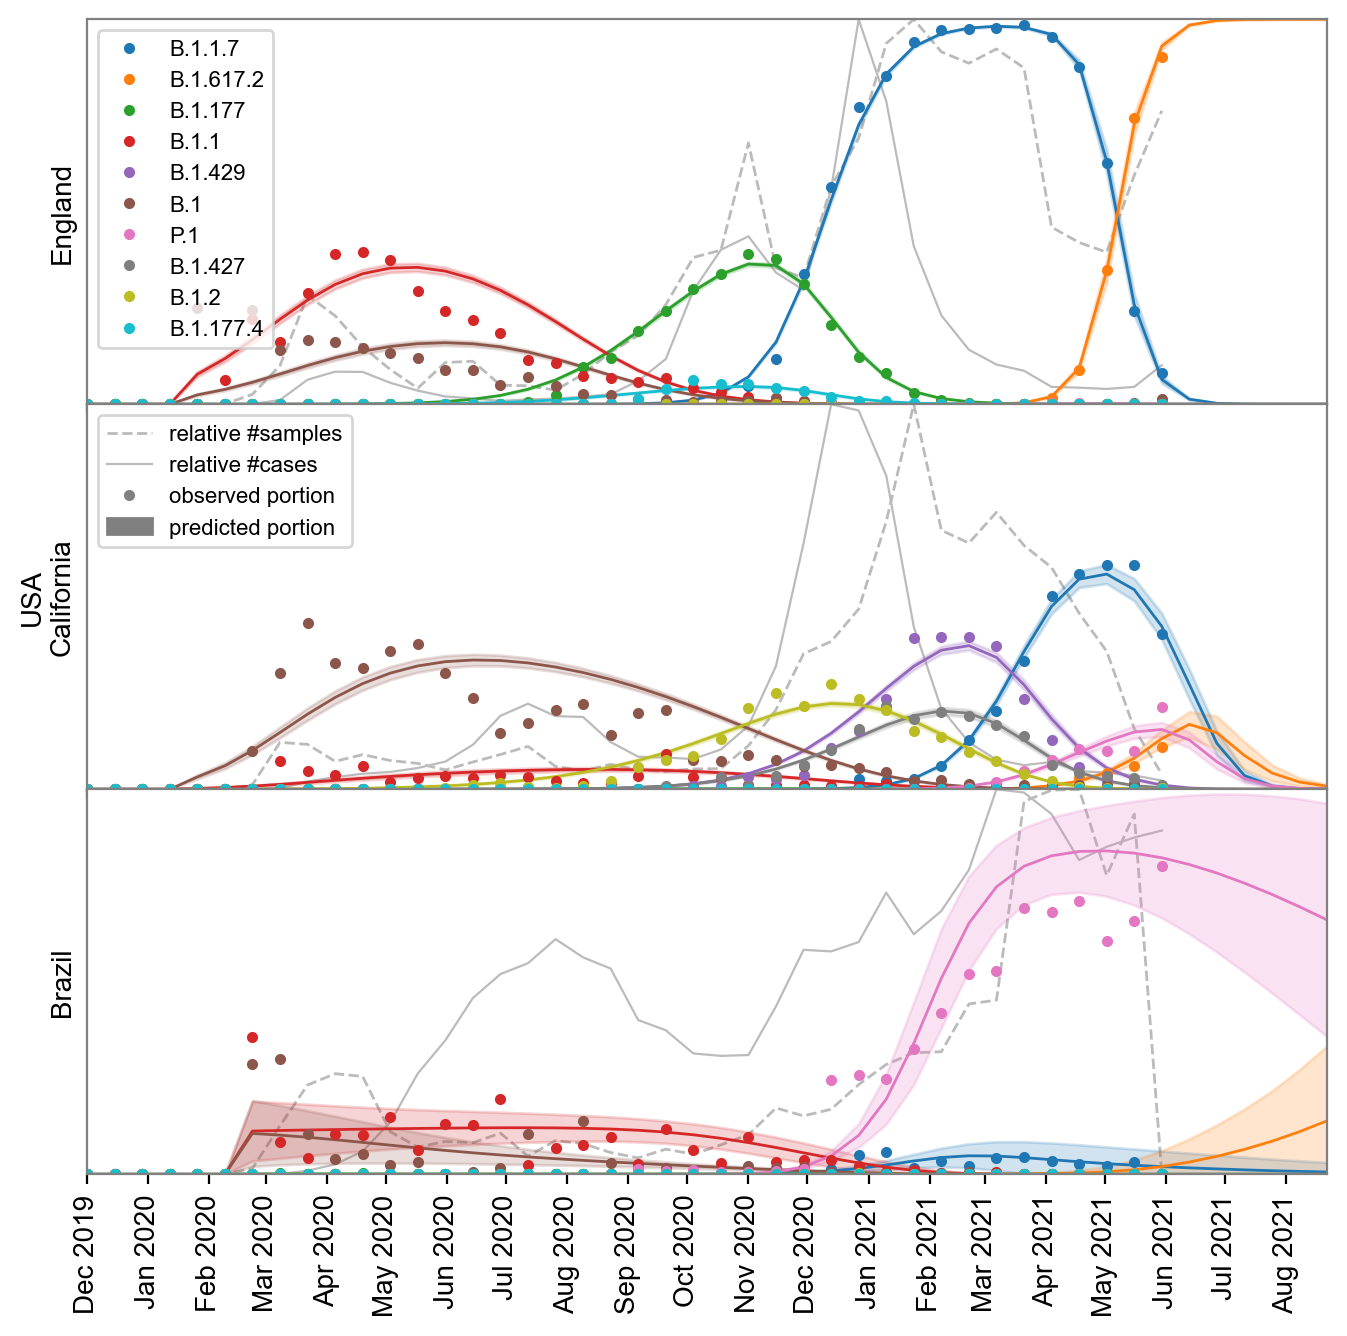 England
B.1.1.7
B.1.617.2
B.1.177
B.1.1
B.1.429
B.1
P.1
B.1.427
B.1.2
B.1.177.4
USA
California
relative #samples
relative #cases
observed portion
predicted portion
Brazil
Dec 2019
Jan 2020
Feb 2020
Mar 2020
Apr 2020
May 2020
Jun 2020
Jul 2020
Aug 2020
Sep 2020
Oct 2020
Nov 2020
Dec 2020
Jan 2021
Feb 2021
Mar 2021
Apr 2021
May 2021
Jun 2021
Jul 2021
Aug 2021